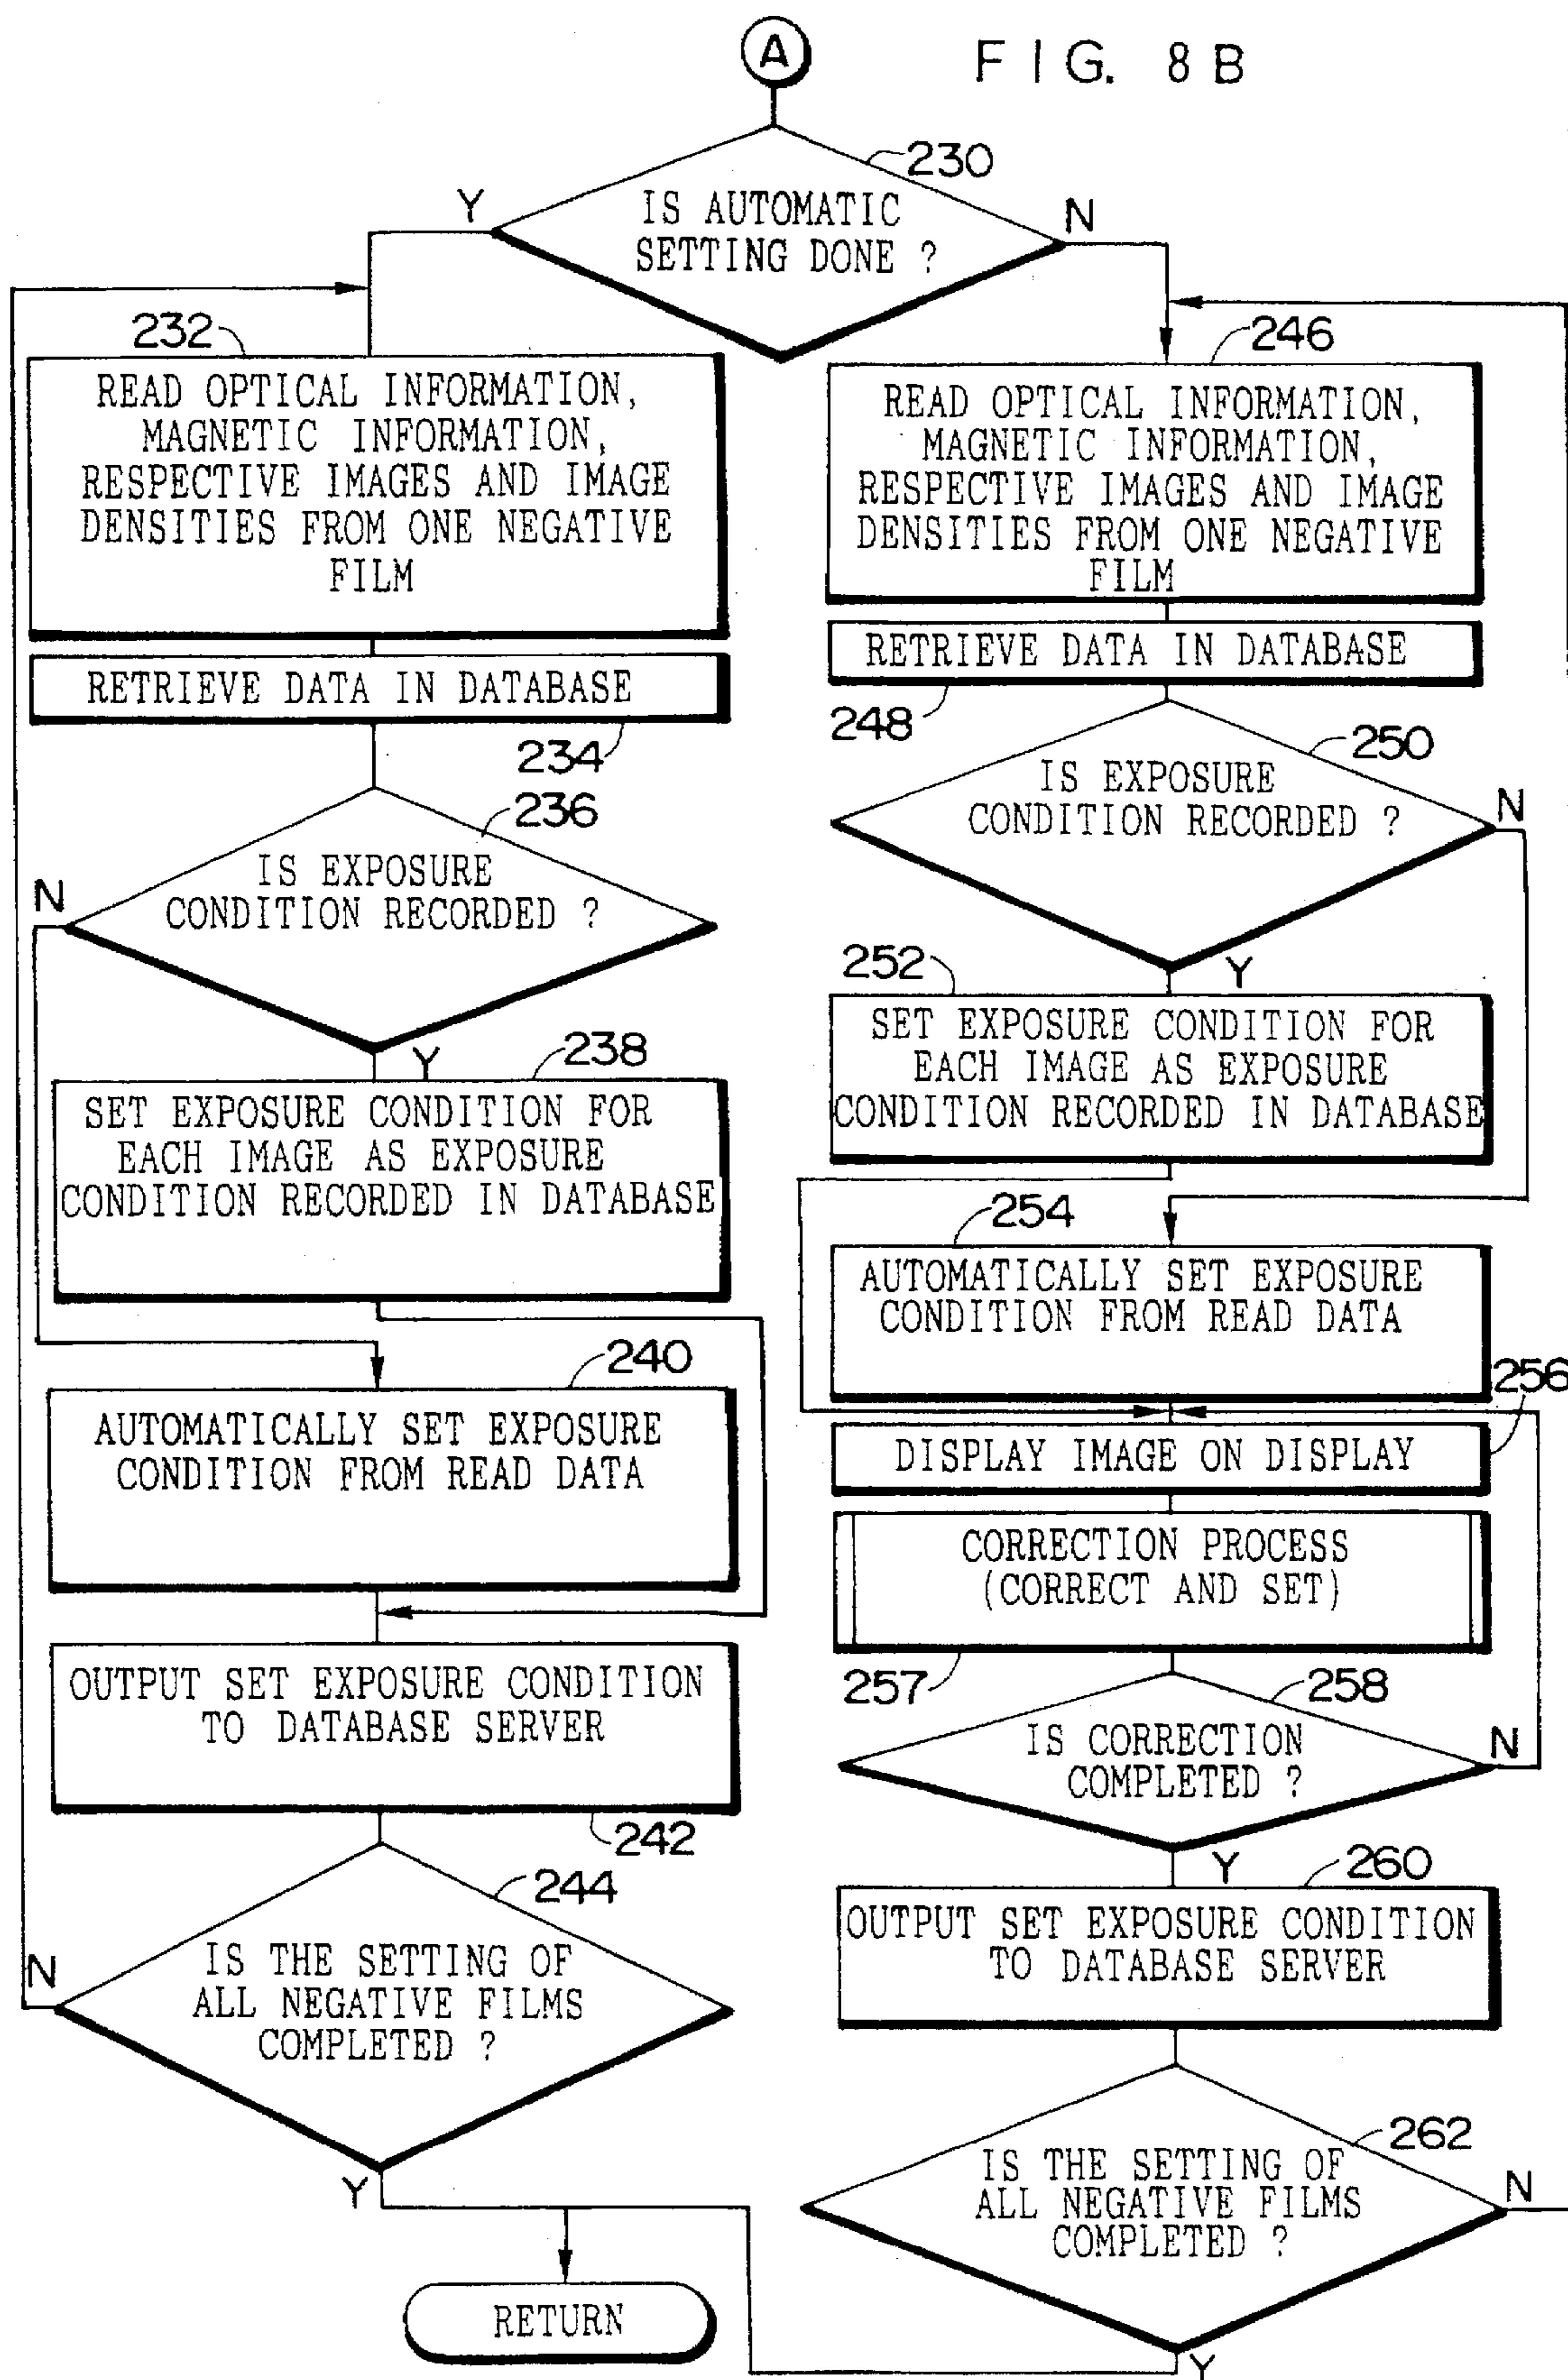 A
FIG. 8B
230
IS AUTOMATIC
SETTING DONE ?
Y
N
232
READ OPTICAL INFORMATION,
MAGNETIC INFORMATION,
RESPECTIVE IMAGES AND IMAGE
DENSITIES FROM ONE NEGATIVE
FILM
RETRIEVE DATA IN DATABASE
234
236
IS EXPOSURE
CONDITION RECORDED ?
N
Y
238
SET EXPOSURE CONDITION FOR
EACH IMAGE AS EXPOSURE
CONDITION RECORDED IN DATABASE
240
AUTOMATICALLY SET EXPOSURE
CONDITION FROM READ DATA
OUTPUT SET EXPOSURE CONDITION
TO DATABASE SERVER
242
244
IS THE SETTING OF
ALL NEGATIVE FILMS
COMPLETED ?
N
Y
RETURN
246
READ OPTICAL INFORMATION,
MAGNETIC INFORMATION,
RESPECTIVE IMAGES AND IMAGE
DENSITIES FROM ONE NEGATIVE
FILM
RETRIEVE DATA IN DATABASE
248
250
IS EXPOSURE
CONDITION RECORDED ?
N
Y
252
SET EXPOSURE CONDITION FOR
EACH IMAGE AS EXPOSURE
CONDITION RECORDED IN DATABASE
254
AUTOMATICALLY SET EXPOSURE
CONDITION FROM READ DATA
256
DISPLAY IMAGE ON DISPLAY
CORRECTION PROCESS
(CORRECT AND SET)
257
258
IS CORRECTION
COMPLETED ?
N
Y
260
OUTPUT SET EXPOSURE CONDITION
TO DATABASE SERVER
262
IS THE SETTING OF
ALL NEGATIVE FILMS
COMPLETED ?
N
Y